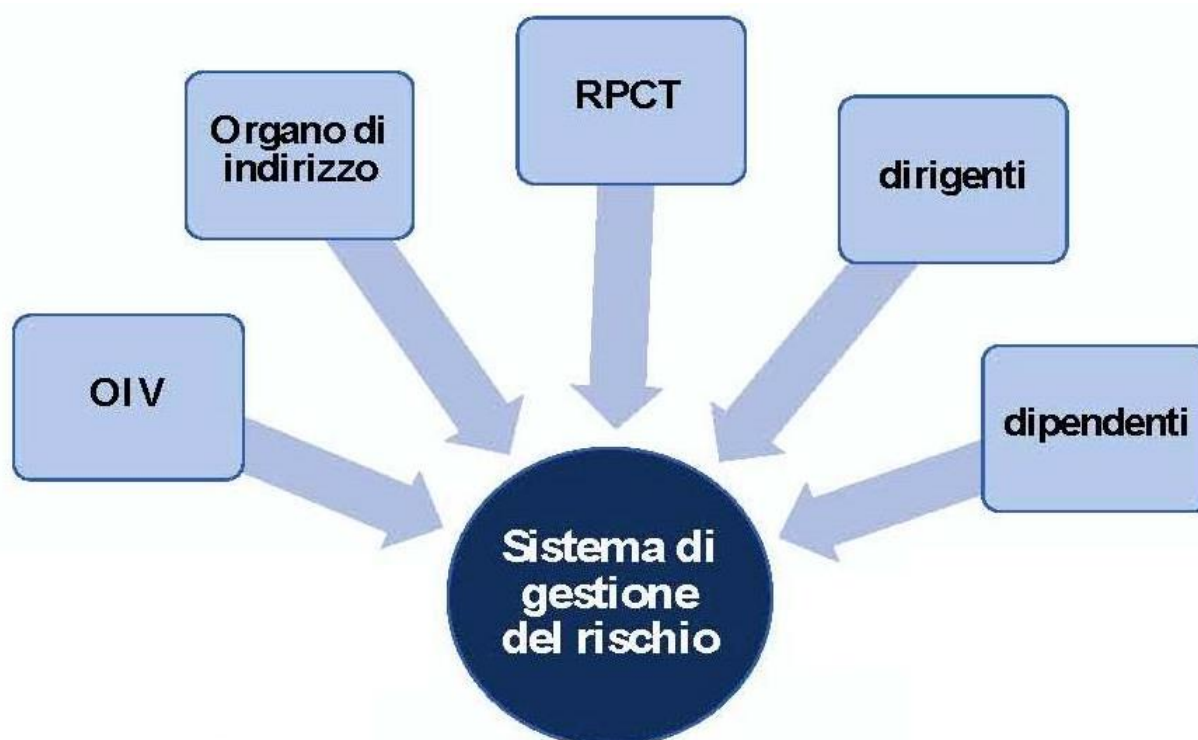 OIV
Organo di
indirizzo
RPCT
dirigenti
dipendenti
Sistema di
gestione
del rischio